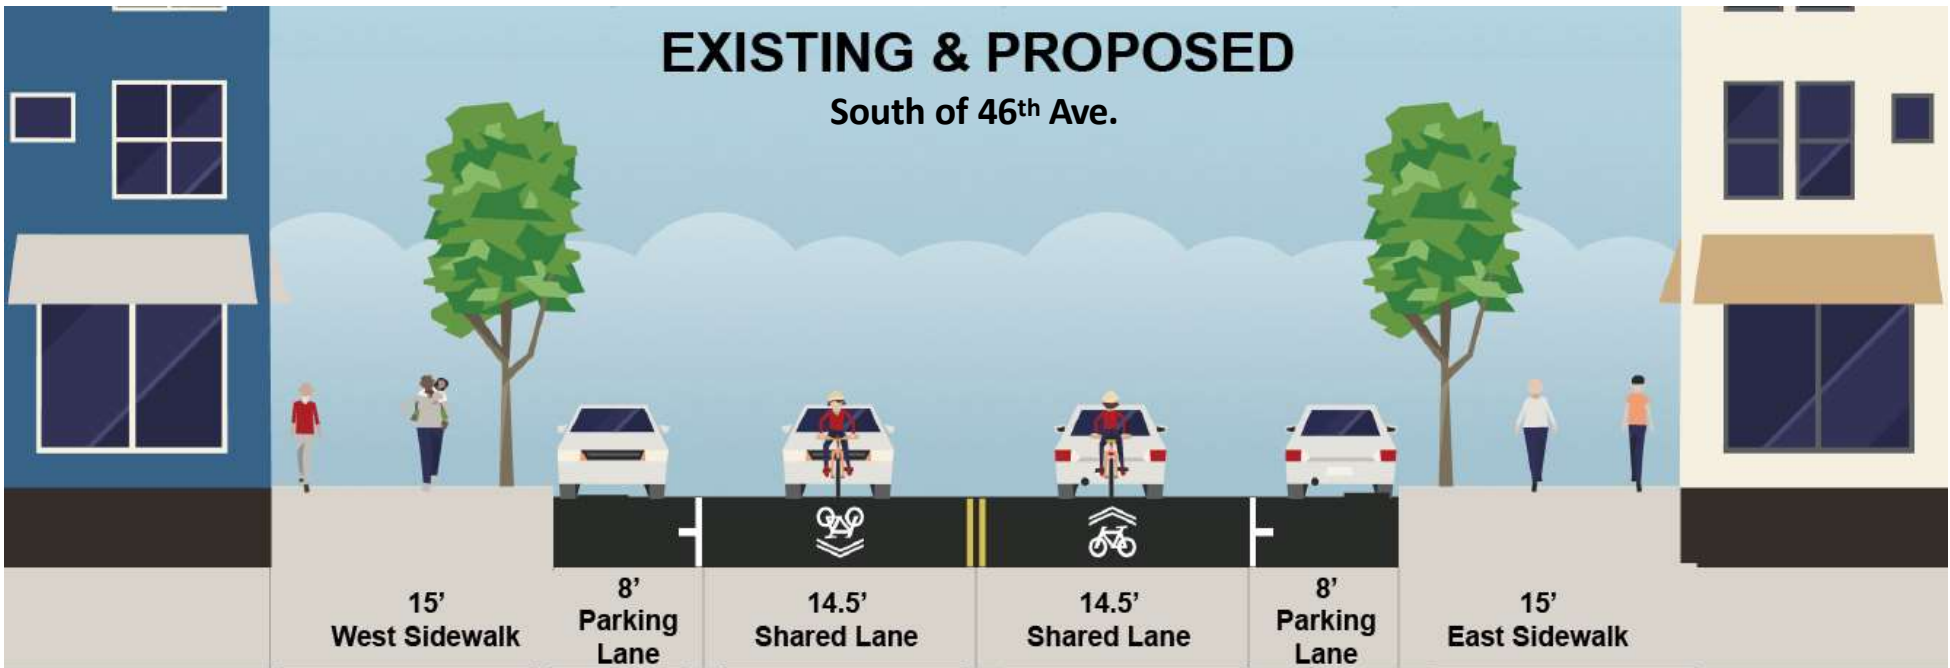 EXISTING & PROPOSED
South of 46th Ave.
15’
West Sidewalk
8’
Parking
Lane
14.5’
Shared Lane
14.5’
Shared Lane
8’
Parking
Lane
15’
East Sidewalk